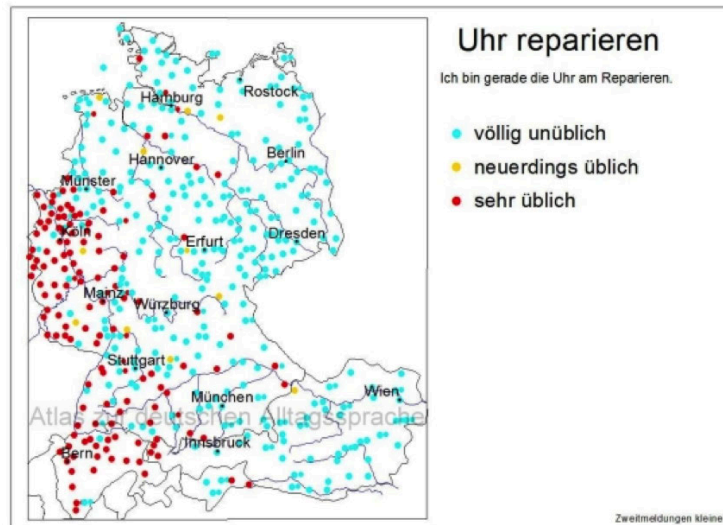 Uhr reparieren
Ich bin gerade die Uhr am Reparieren.
völlig unüblich
neuerdings üblich
sehr üblich
Hamburg
Rostock
Hannover
Berlin
Münster
Köln
Erfurt
Dresden
Mainz
Würzburg
Stuttgart
München
Wien
Atlas zur deutschen Alltagssprache
Innsbruck
Bern
Zweitmeldungen kleine